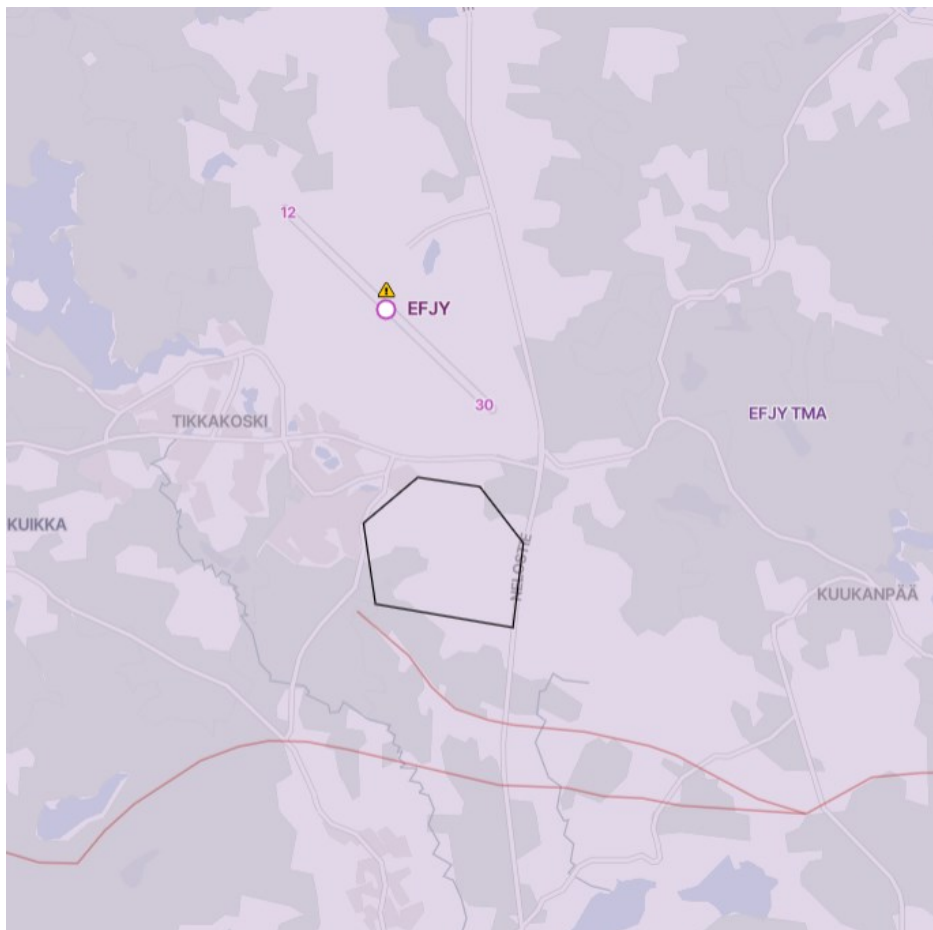 12
EFJY
30
TIKKAKOSKI
EFJY TMA
KUIKKA
NELOSTIE
KUUKANPÄÄ